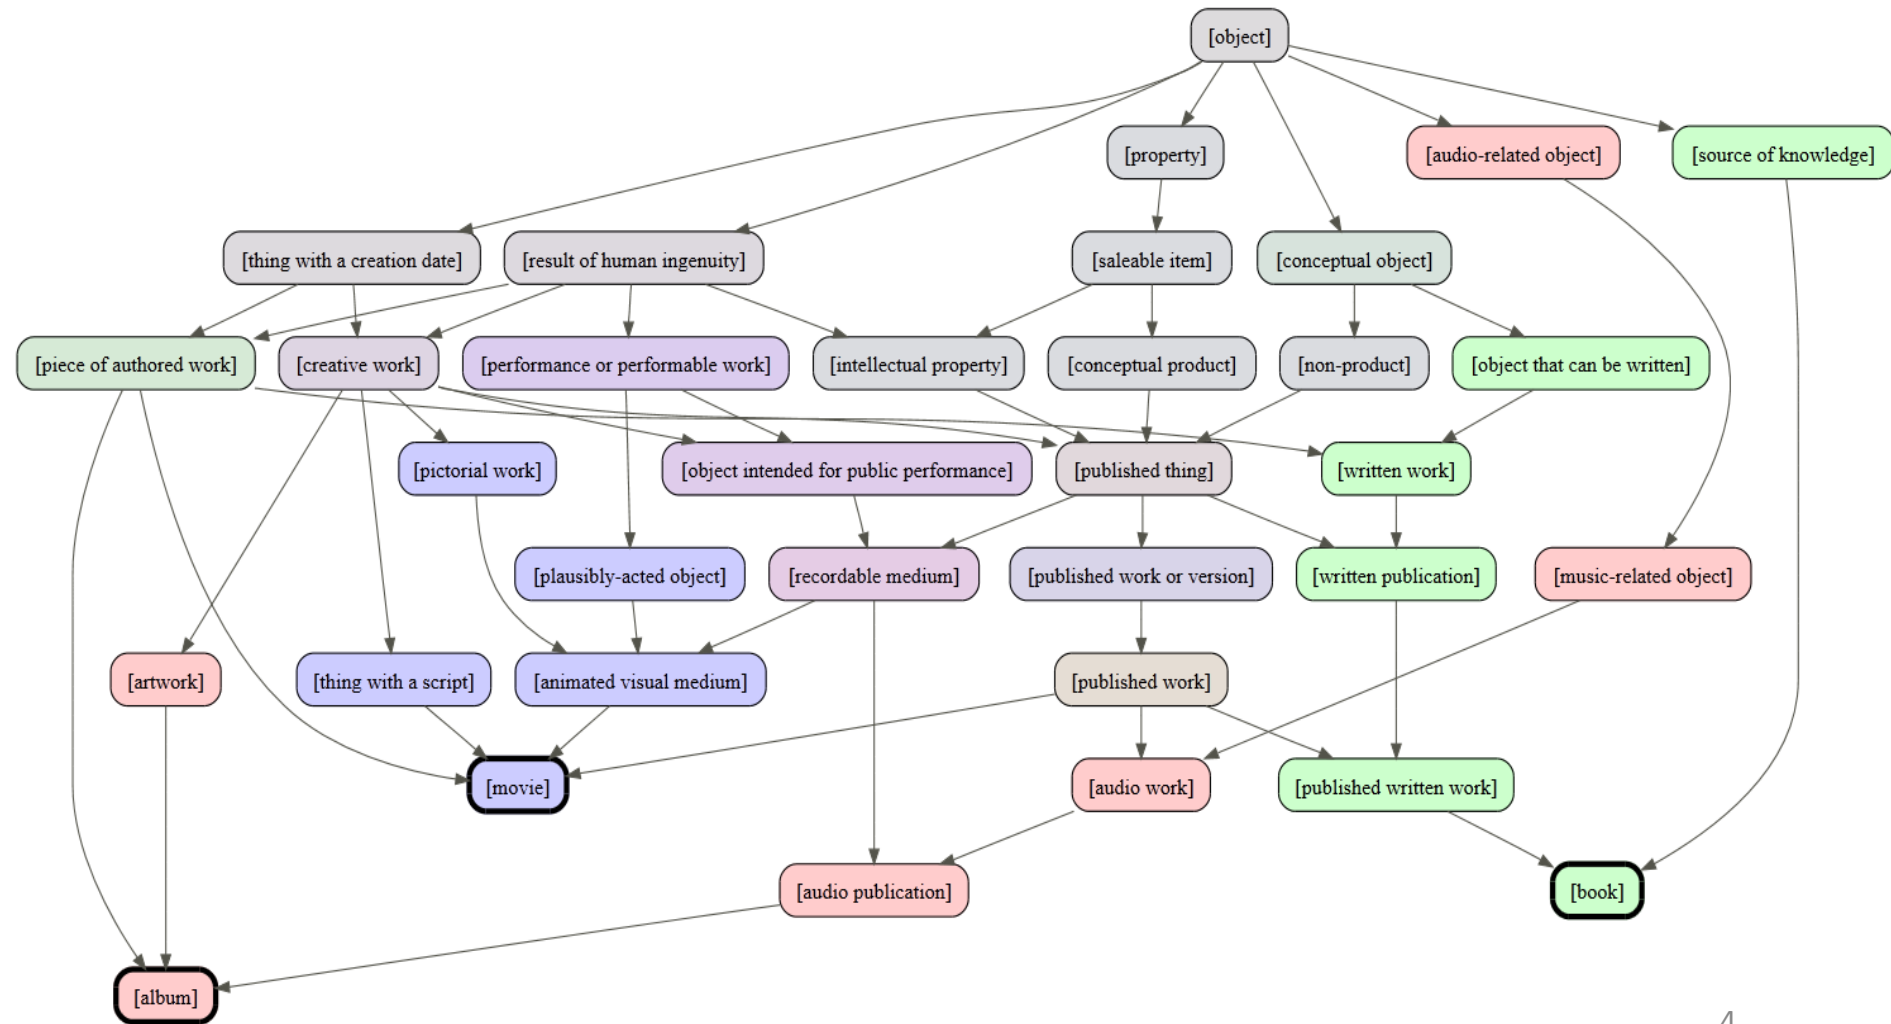 [object]
[property]
[audio-related object]
[source of knowledge]
[thing with a creation date]
[result of human ingenuity]
[saleable item]
[conceptual object]
[piece of authored work]
[creative work]
[performance or performable work]
[intellectual property]
[conceptual product]
[non-product]
[object that can be written]
[pictorial work]
[object intended for public performance]
[published thing]
[written work]
[plausibly-acted object]
[recordable medium]
[published work or version]
[written publication]
[music-related object]
[artwork]
[thing with a script]
[animated visual medium]
[published work]
[movie]
[audio work]
[published written work]
[audio publication]
[book]
[album]
4